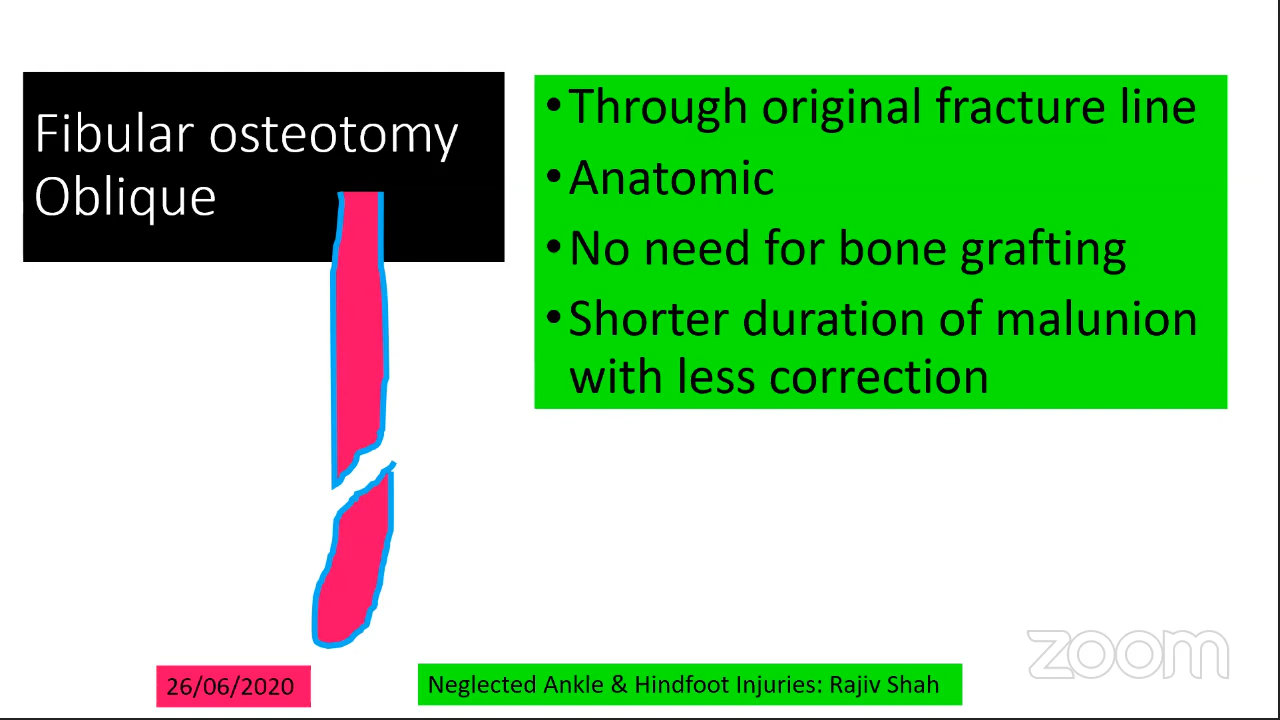 Fibular osteotomy
Oblique
•Through original fracture line
•Anatomic
•No need for bone grafting
•Shorter duration of malunion
with less correction
26/06/2020
Neglected Ankle & Hindfoot Injuries: Rajiv Shah
zoom